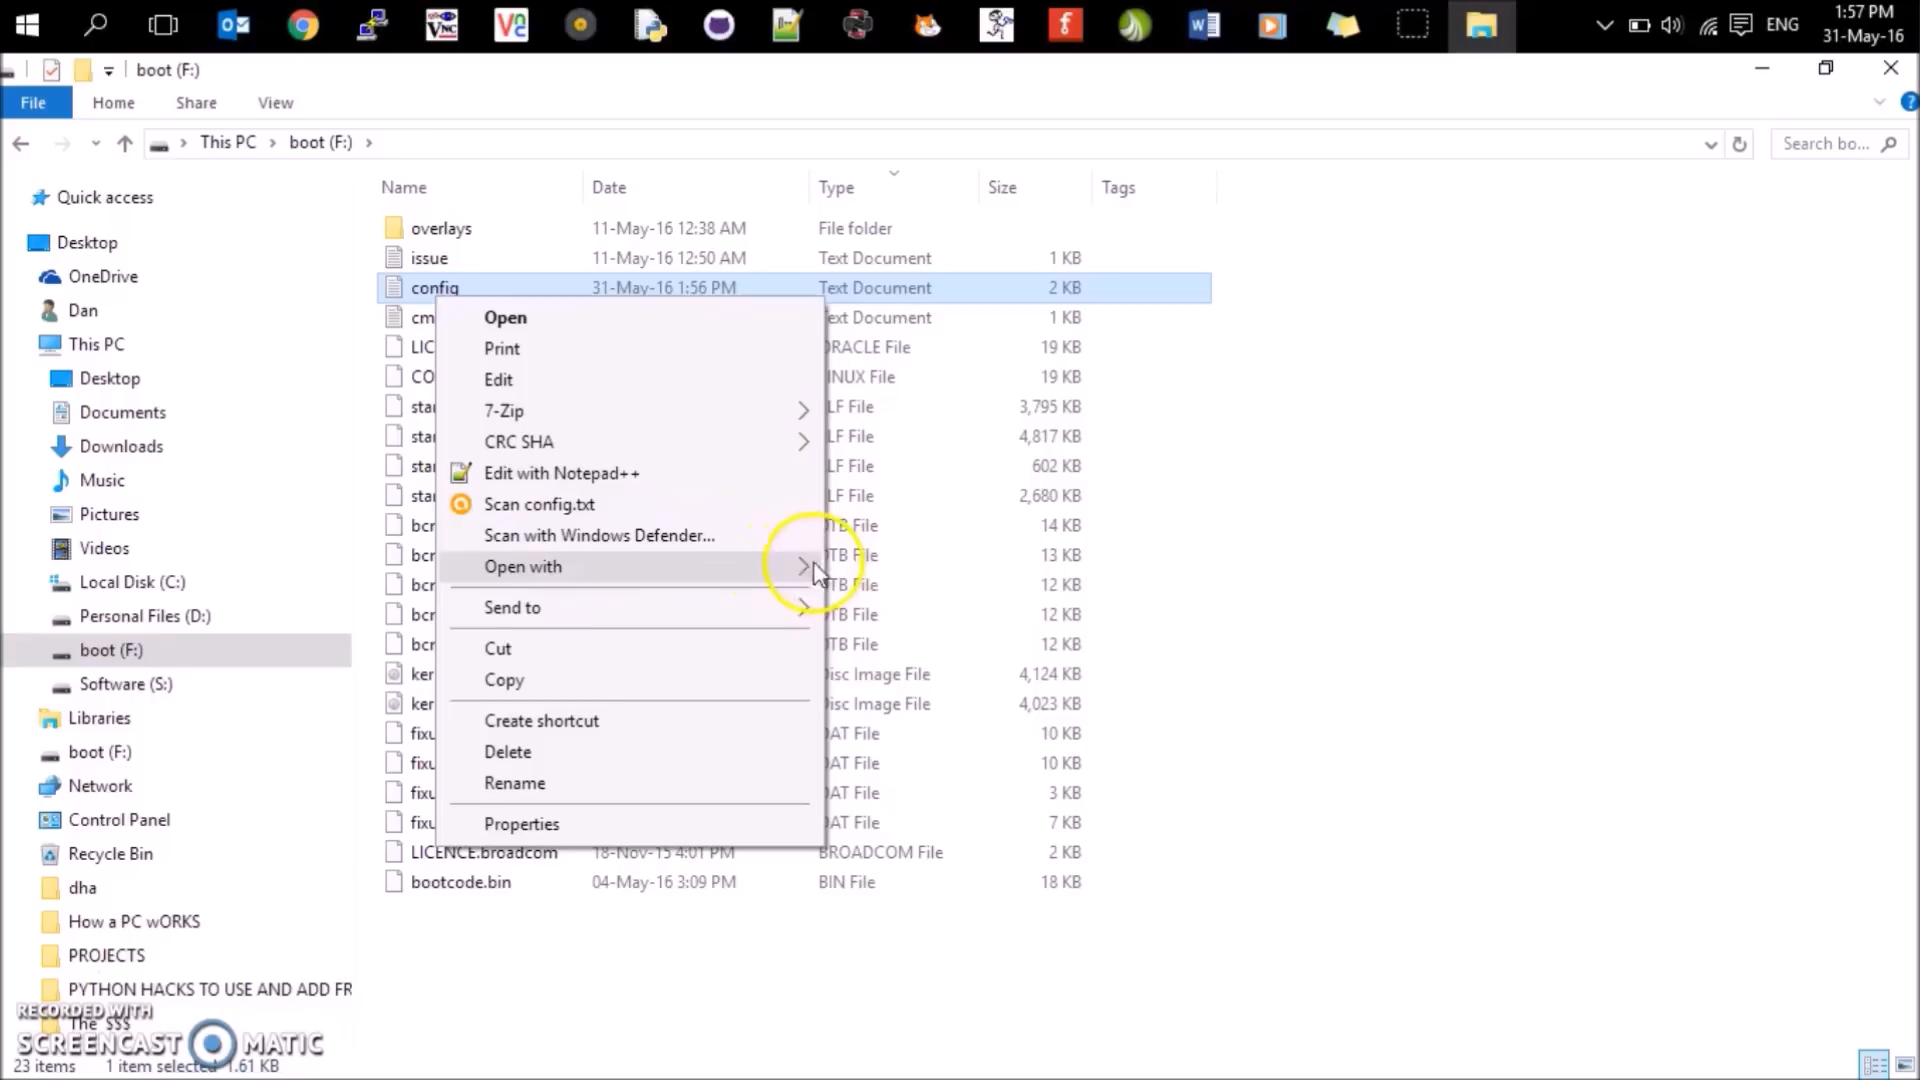 ENG
1:57 PM
31-May-16
boot (F:)
File Home Share View
This PC boot (F:)
Search bo...
Quick access
Desktop
OneDrive
Dan
This PC
Desktop
Documents
Downloads
Music
Pictures
Videos
Local Disk (C:)
Personal Files (D:)
boot (F:)
Software (S:)
Libraries
boot (F:)
Network
Control Panel
Recycle Bin
dha
How a PC wORKS
PROJECTS
PYTHON HACKS TO USE AND ADD FR
The SSS
Name Date Type Size Tags
overlays 11-May-16 12:38 AM File folder
issue 11-May-16 12:50 AM Text Document 1 KB
config 31-May-16 1:56 PM Text Document 2 KB
cm ext Document 1 KB
LIC RACLE File 19 KB
CO INUX File 19 KB
star LF File 3,795 KB
star LF File 4,817 KB
star LF File 602 KB
star LF File 2,680 KB
bcr TB File 14 KB
bcr TB File 13 KB
bcr TB File 12 KB
bcr TB File 12 KB
bcr TB File 12 KB
ker isc Image File 4,124 KB
ker isc Image File 4,023 KB
fixu AT File 10 KB
fixu AT File 10 KB
fixu AT File 3 KB
fixu AT File 7 KB
LICENCE.broadcom 18-Nov-15 4:01 PM BROADCOM File 2 KB
bootcode.bin 04-May-16 3:09 PM BIN File 18 KB
Open
Print
Edit
7-Zip
CRC SHA
Edit with Notepad++
Scan config.txt
Scan with Windows Defender...
Open with
Send to
Cut
Copy
Create shortcut
Delete
Rename
Properties
RECORDED WITH
SCREENCAST MATIC
23 items 1 item selected 1.61 KB